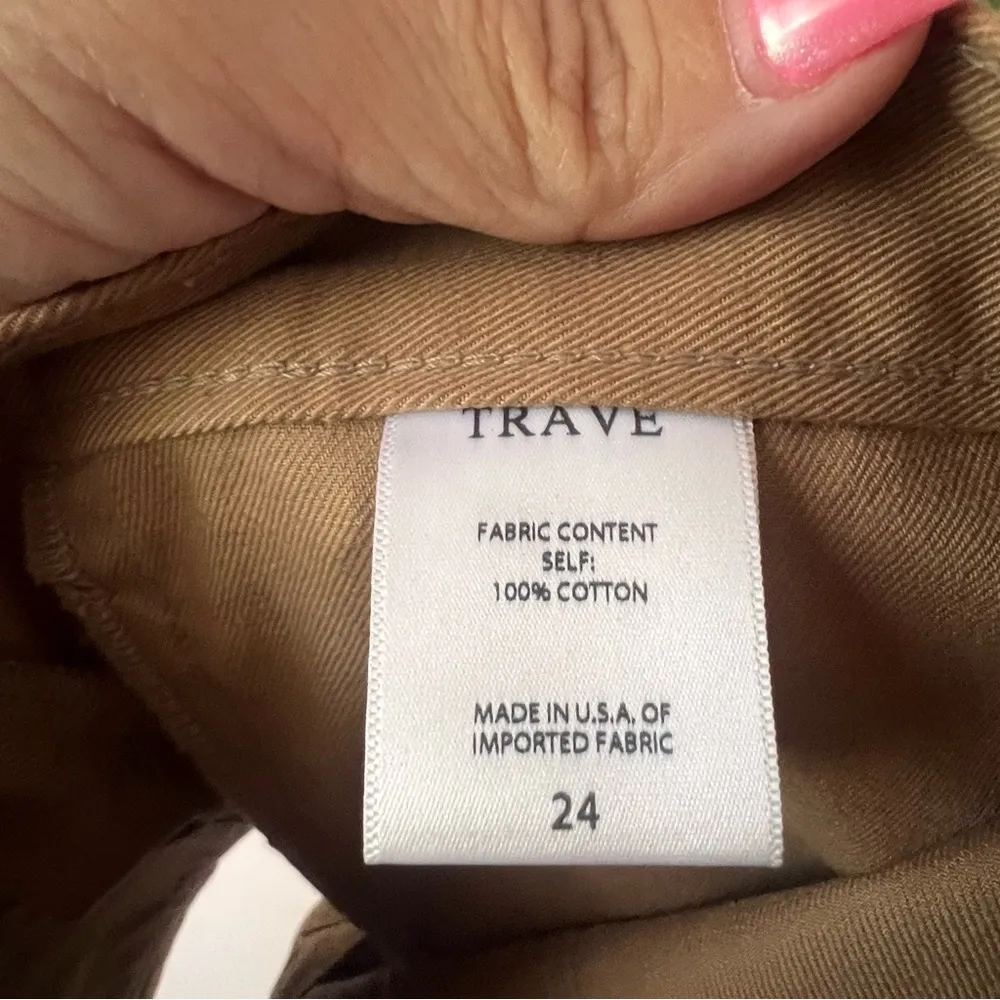 TRAVE
FABRIC CONTENT
SELF:
100% COTTON
MADE IN U.S.A. OF
IMPORTED FABRIC
24